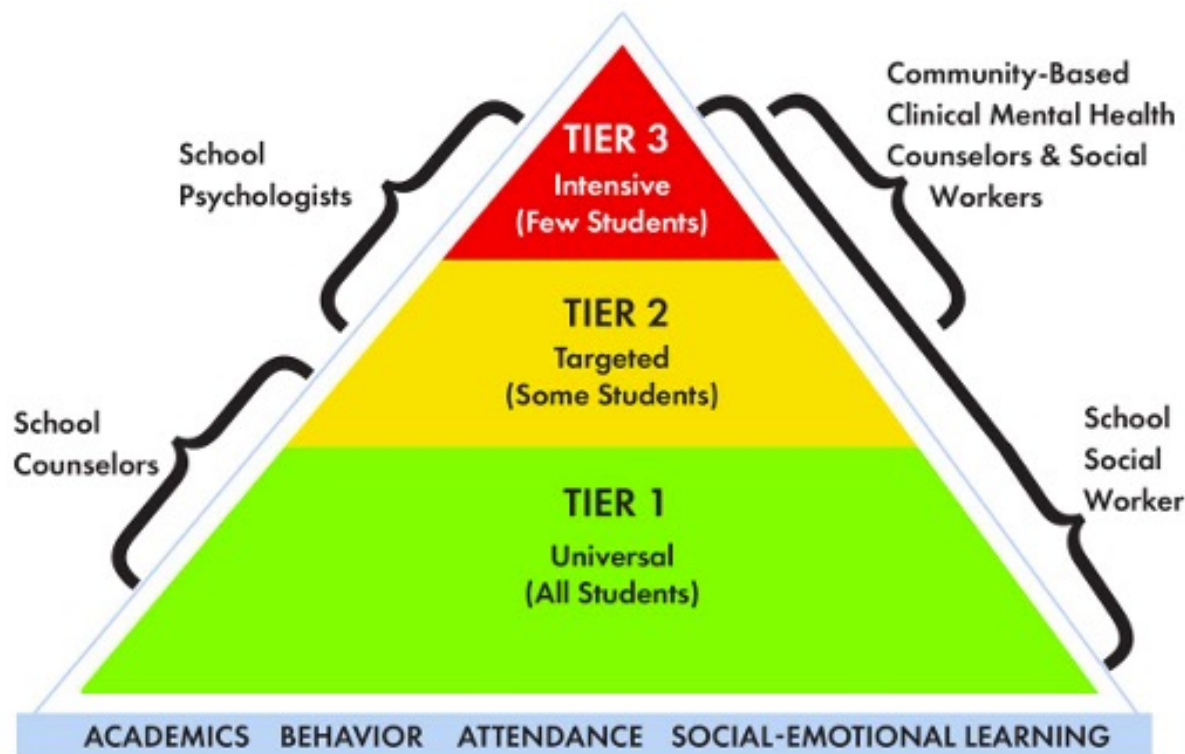 Community-Based
Clinical Mental Health
Counselors & Social
Workers
School
Psychologists
TIER 3
Intensive
(Few Students)
TIER 2
Targeted
(Some Students)
School
Counselors
School
Social
Worker
TIER 1
Universal
(All Students)
ACADEMICS BEHAVIOR ATTENDANCE SOCIAL-EMOTIONAL LEARNING